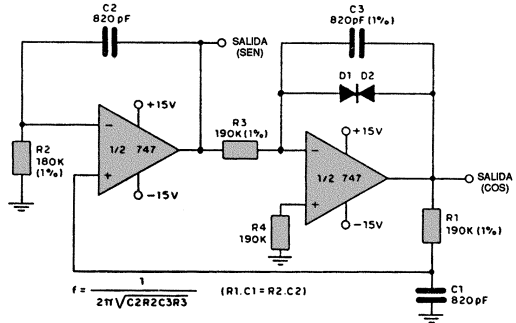 C2
820pF
SALIDA
(SEN)
R2
180K
(1%)
-
+
1/2 747
+15V
-15V
R3
190K
(1%)
C3
820pF (1%)
D1 D2
-
+
1/2 747
+15V
-15V
R4
190K
SALIDA
(COS)
R1
190K (1%)
C1
820pF
f = 1
2π√C2R2C3R3
(R1.C1=R2.C2)